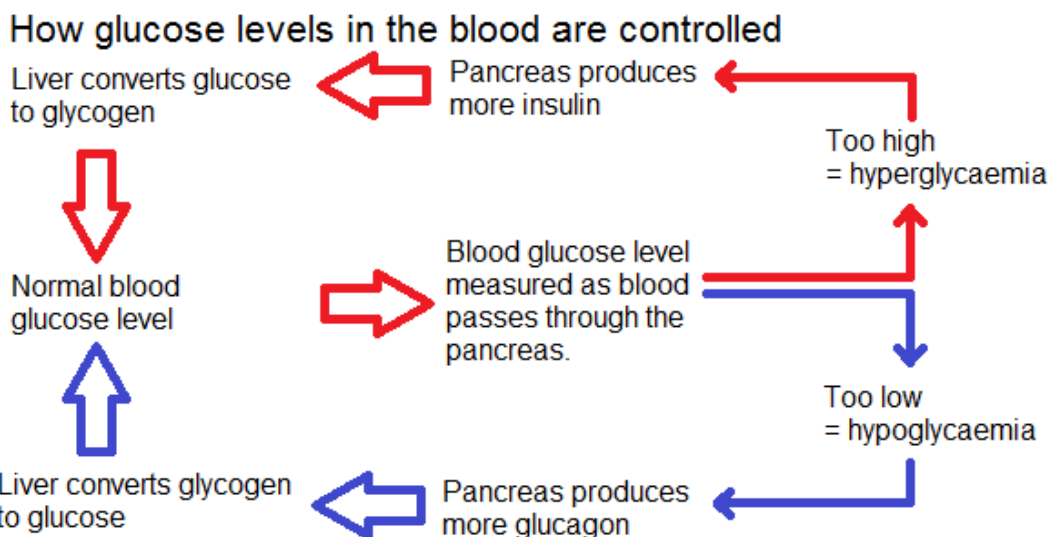 How glucose levels in the blood are controlled
Liver converts glucose
to glycogen
Pancreas produces
more insulin
Too high
= hyperglycaemia
Normal blood
glucose level
Blood glucose level
measured as blood
passes through the
pancreas.
Too low
= hypoglycaemia
Liver converts glycogen
to glucose
Pancreas produces
more glucagon